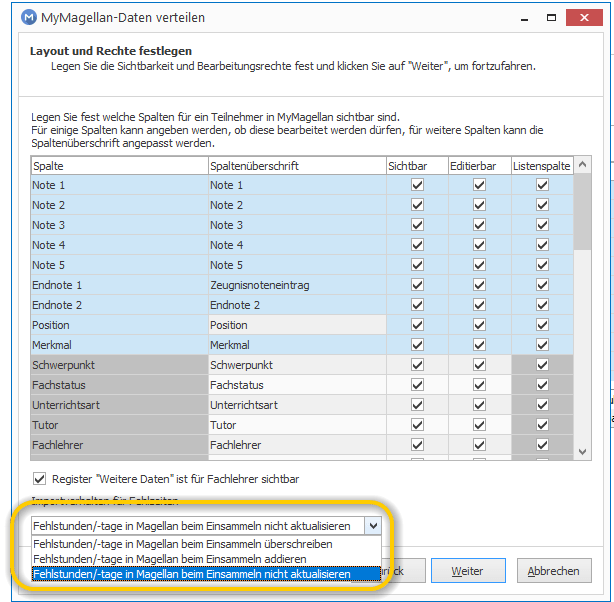 MyMagellan-Daten verteilen
Layout und Rechte festlegen
Legen Sie die Sichtbarkeit und Bearbeitungsrechte fest und klicken Sie auf "Weiter", um fortzufahren.
Legen Sie fest welche Spalten für ein Teilnehmer in MyMagellan sichtbar sind.
Für einige Spalten kann angeben werden, ob diese bearbeitet werden dürfen, für weitere Spalten kann die
Spaltenüberschrift angepasst werden.
Spalte Spaltenüberschrift Sichtbar Editierbar Listenspalte
Note 1 Note 1
Note 2 Note 2
Note 3 Note 3
Note 4 Note 4
Note 5 Note 5
Endnote 1 Zeugnisnoteneintrag
Endnote 2 Endnote 2
Position Position
Merkmal Merkmal
Schwerpunkt Schwerpunkt
Fachstatus Fachstatus
Unterrichtsart Unterrichtsart
Tutor Tutor
Fachlehrer Fachlehrer
Register "Weitere Daten" ist für Fachlehrer sichtbar
Importverhalten für Fehlzeiten
Fehlstunden/-tage in Magellan beim Einsammeln nicht aktualisieren
Fehlstunden/-tage in Magellan beim Einsammeln überschreiben
Fehlstunden/-tage in Magellan beim Einsammeln addieren
Fehlstunden/-tage in Magellan beim Einsammeln nicht aktualisieren
Weiter Abbrechen